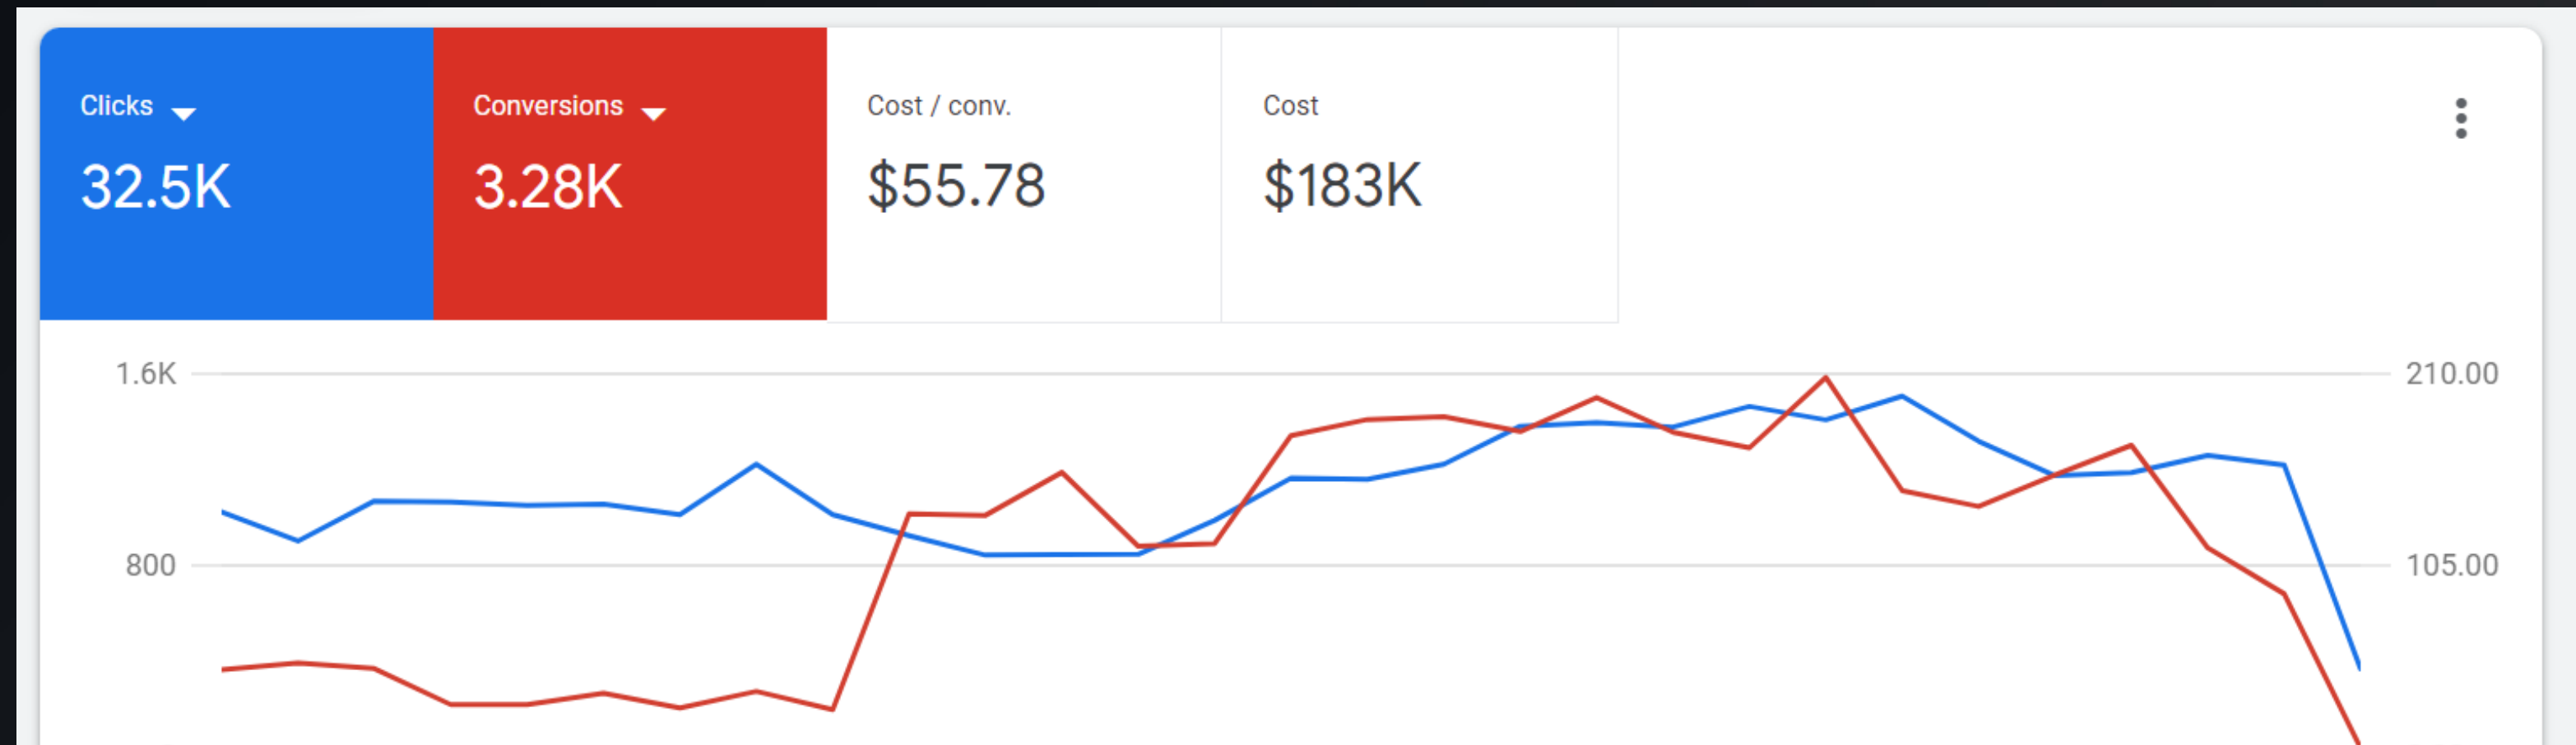 Clicks
32.5K
Conversions
3.28K
Cost / conv.
$55.78
Cost
$183K
1.6K
210.00
800
105.00